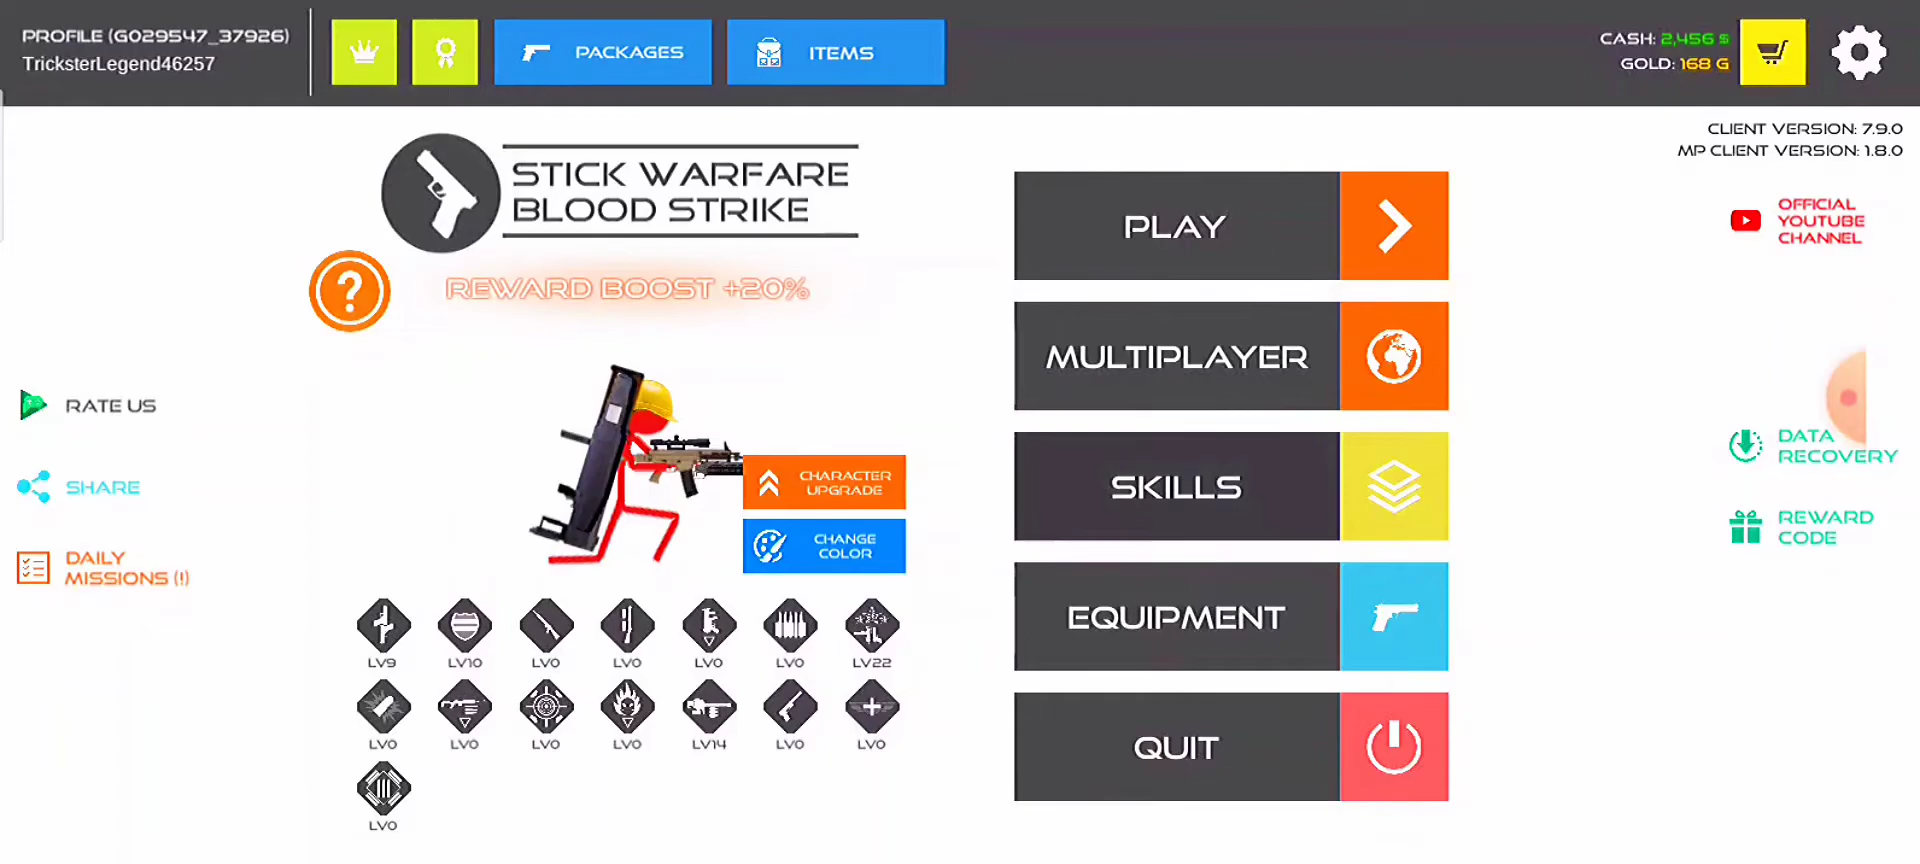 PROFILE (G029547_37926)
TricksterLegend46257
PACKAGES
ITEMS
CASH: 2,456 $
GOLD: 168 G
CLIENT VERSION: 7.9.0
MP CLIENT VERSION: 1.8.0
STICK WARFARE
BLOOD STRIKE
?
REWARD BOOST +20%
PLAY
MULTIPLAYER
SKILLS
EQUIPMENT
QUIT
OFFICIAL
YOUTUBE
CHANNEL
RATE US
SHARE
DAILY
MISSIONS (!)
CHARACTER
UPGRADE
CHANGE
COLOR
DATA
RECOVERY
REWARD
CODE
LV9 LV10 LV0 LV0 LV0 LV0 LV22
LV0 LV0 LV0 LV0 LV14 LV0 LV0
LV0